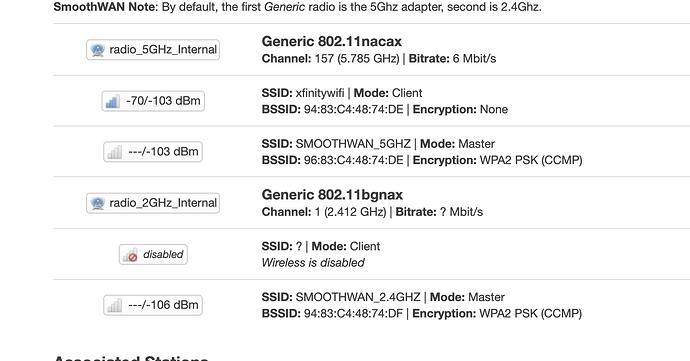 SmoothWAN Note: By default, the first Generic radio is the 5Ghz adapter, second is 2.4Ghz.
radio_5GHz_Internal
Generic 802.11nacax
Channel: 157 (5.785 GHz) | Bitrate: 6 Mbit/s
-70/-103 dBm
SSID: xfinitywifi | Mode: Client
BSSID: 94:83:C4:48:74:DE | Encryption: None
---/-103 dBm
SSID: SMOOTHWAN_5GHZ | Mode: Master
BSSID: 96:83:C4:48:74:DE | Encryption: WPA2 PSK (CCMP)
radio_2GHz_Internal
Generic 802.11bgnax
Channel: 1 (2.412 GHz) | Bitrate: ? Mbit/s
disabled
SSID: ? | Mode: Client
Wireless is disabled
---/-106 dBm
SSID: SMOOTHWAN_2.4GHZ | Mode: Master
BSSID: 94:83:C4:48:74:DF | Encryption: WPA2 PSK (CCMP)
Associated Stations